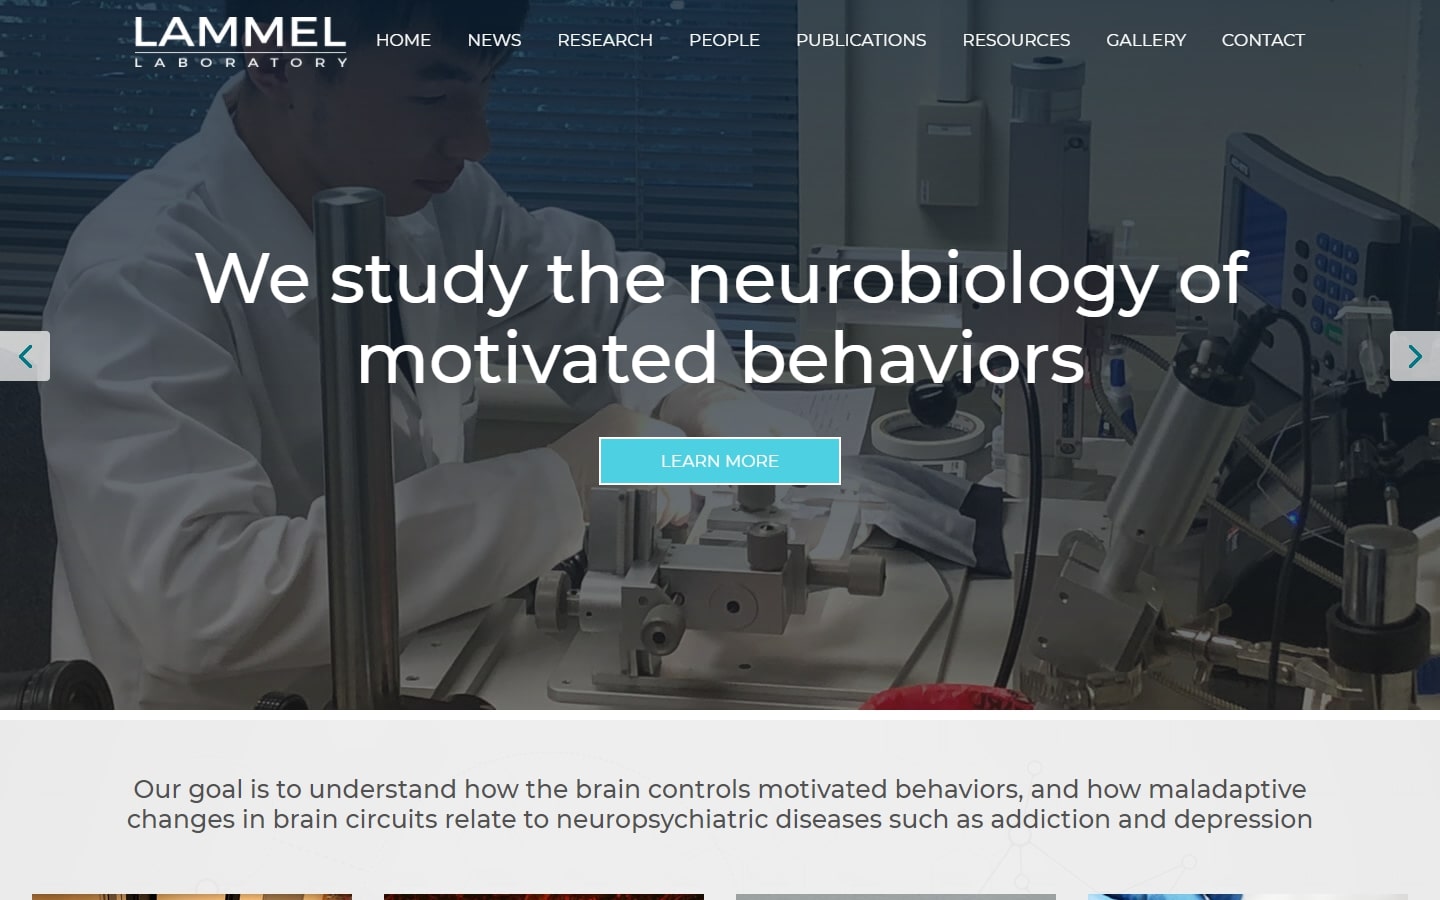 LAMMEL
LABORATORY
HOME NEWS RESEARCH PEOPLE PUBLICATIONS RESOURCES GALLERY CONTACT
We study the neurobiology of
motivated behaviors
LEARN MORE
Our goal is to understand how the brain controls motivated behaviors, and how maladaptive
changes in brain circuits relate to neuropsychiatric diseases such as addiction and depression